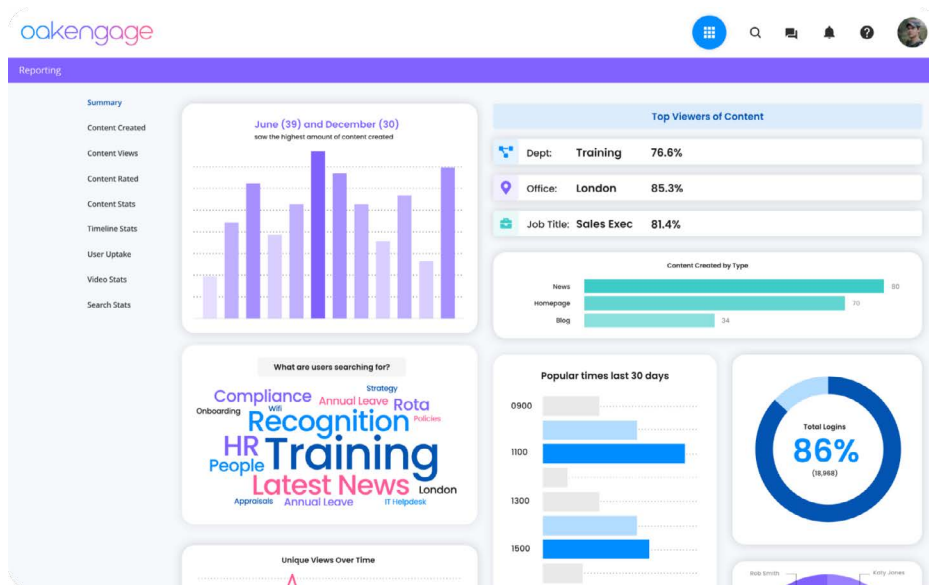 oakengage
Reporting
Summary
Content Created
Content Views
Content Rated
Content Stats
Timeline Stats
User Uptake
Video Stats
Search Stats
June (39) and December (30)
saw the highest amount of content created
Top Viewers of Content
Dept: Training 76.6%
Office: London 85.3%
Job Title: Sales Exec 81.4%
Content Created by Type
News 80
Homepage 70
Blog 34
What are users searching for?
Strategy
Compliance Annual Leave Rota
Onboarding Wifi
Recognition Policies
HR Training
People
Latest News London
Appraisals Annual Leave IT Helpdesk
Popular times last 30 days
0900
1100
1300
1500
Total Logins
86%
(18,968)
Unique Views Over Time
Rob Smith Katy Jones